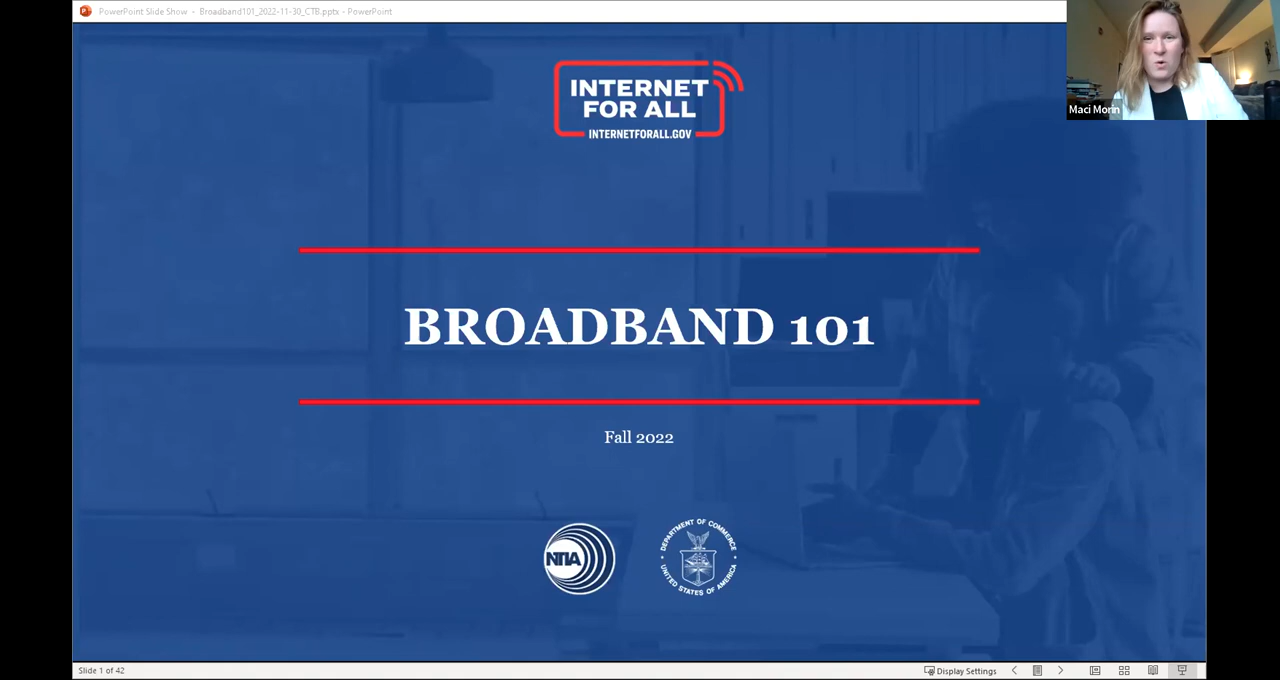 PowerPoint Slide Show - Broadband101_2022-11-30_CTB.pptx - PowerPoint
Maci Morin
INTERNET
FOR ALL
INTERNETFORALL.GOV
BROADBAND 101
Fall 2022
NTIA
DEPARTMENT OF COMMERCE
UNITED STATES OF AMERICA
Slide 1 of 42
Display Settings